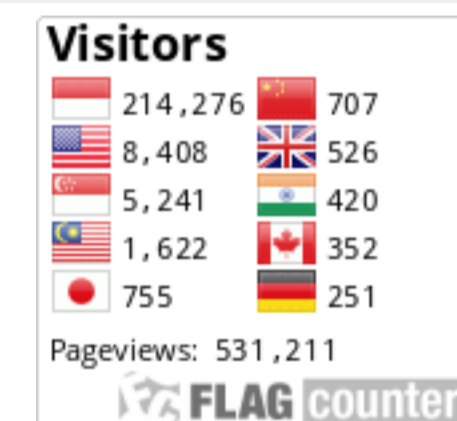 Visitors
214,276 707
8,408 526
5,241 420
1,622 352
755 251
Pageviews: 531,211
FC FLAG counter